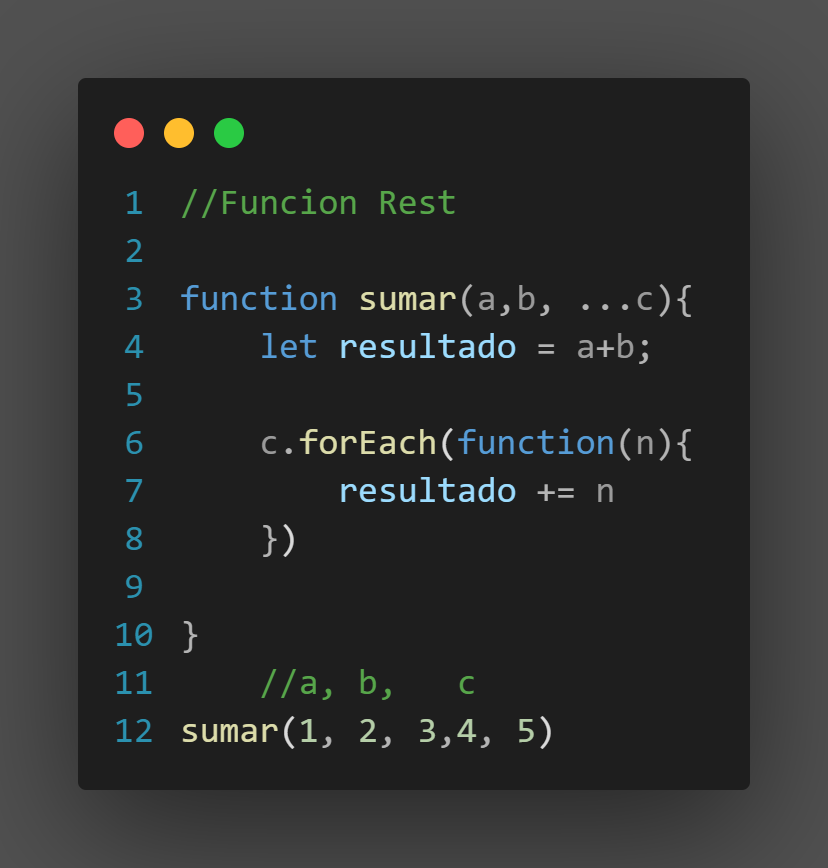 1 //Funcion Rest
2
3 function sumar(a,b, ...c){
4     let resultado = a+b;
5
6     c.forEach(function(n){
7         resultado += n
8     })
9
10 }
11     //a, b,   c
12 sumar(1, 2, 3,4, 5)